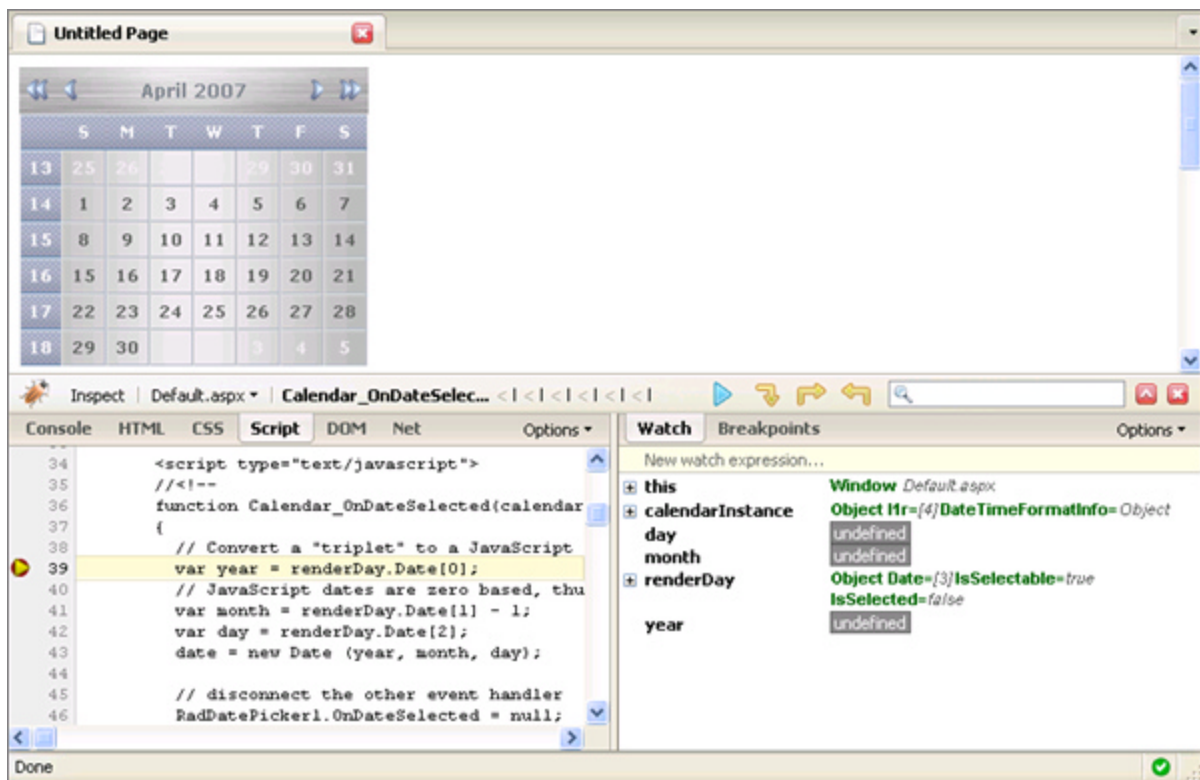 Untitled Page
April 2007
S M T W T F S
13 25 26 29 30 31
14 1 2 3 4 5 6 7
15 8 9 10 11 12 13 14
16 15 16 17 18 19 20 21
17 22 23 24 25 26 27 28
18 29 30 3 4 5
Inspect | Default.aspx | Calendar_OnDateSelec... < | < | < | < | < |
Console HTML CSS Script DOM Net Options
34 <script type="text/javascript">
35 //<!--
36 function Calendar_OnDateSelected(calendar
37 {
38 // Convert a "triplet" to a JavaScript
39 var year = renderDay.Date[0];
40 // JavaScript dates are zero based, thu
41 var month = renderDay.Date[1] - 1;
42 var day = renderDay.Date[2];
43 date = new Date (year, month, day);
44
45 // disconnect the other event handler
46 RadDatePicker1.OnDateSelected = null;
Watch Breakpoints Options
New watch expression...
this Window Default.aspx
calendarInstance Object Mr=[4]DateTimeFormatInfo=Object
day undefined
month undefined
renderDay Object Date=[3]IsSelectable=true
IsSelected=false
year undefined
Done